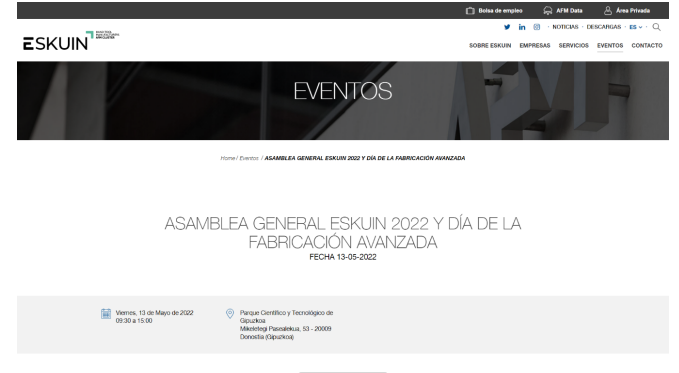 Bolsa de empleo AFM Data Área Privada
· NOTICIAS · DESCARGAS · ES ·
ESKUIN
SOBRE ESKUIN EMPRESAS SERVICIOS EVENTOS CONTACTO
EVENTOS
Home / Eventos / ASAMBLEA GENERAL ESKUIN 2022 Y DÍA DE LA FABRICACIÓN AVANZADA
ASAMBLEA GENERAL ESKUIN 2022 Y DÍA DE LA
FABRICACIÓN AVANZADA
FECHA 13-05-2022
Viernes, 13 de Mayo de 2022
09:30 a 15:00
Parque Científico y Tecnológico de
Gipuzkoa
Mikeletegi Pasealekua, 53 - 20009
Donostia (Gipuzkoa)